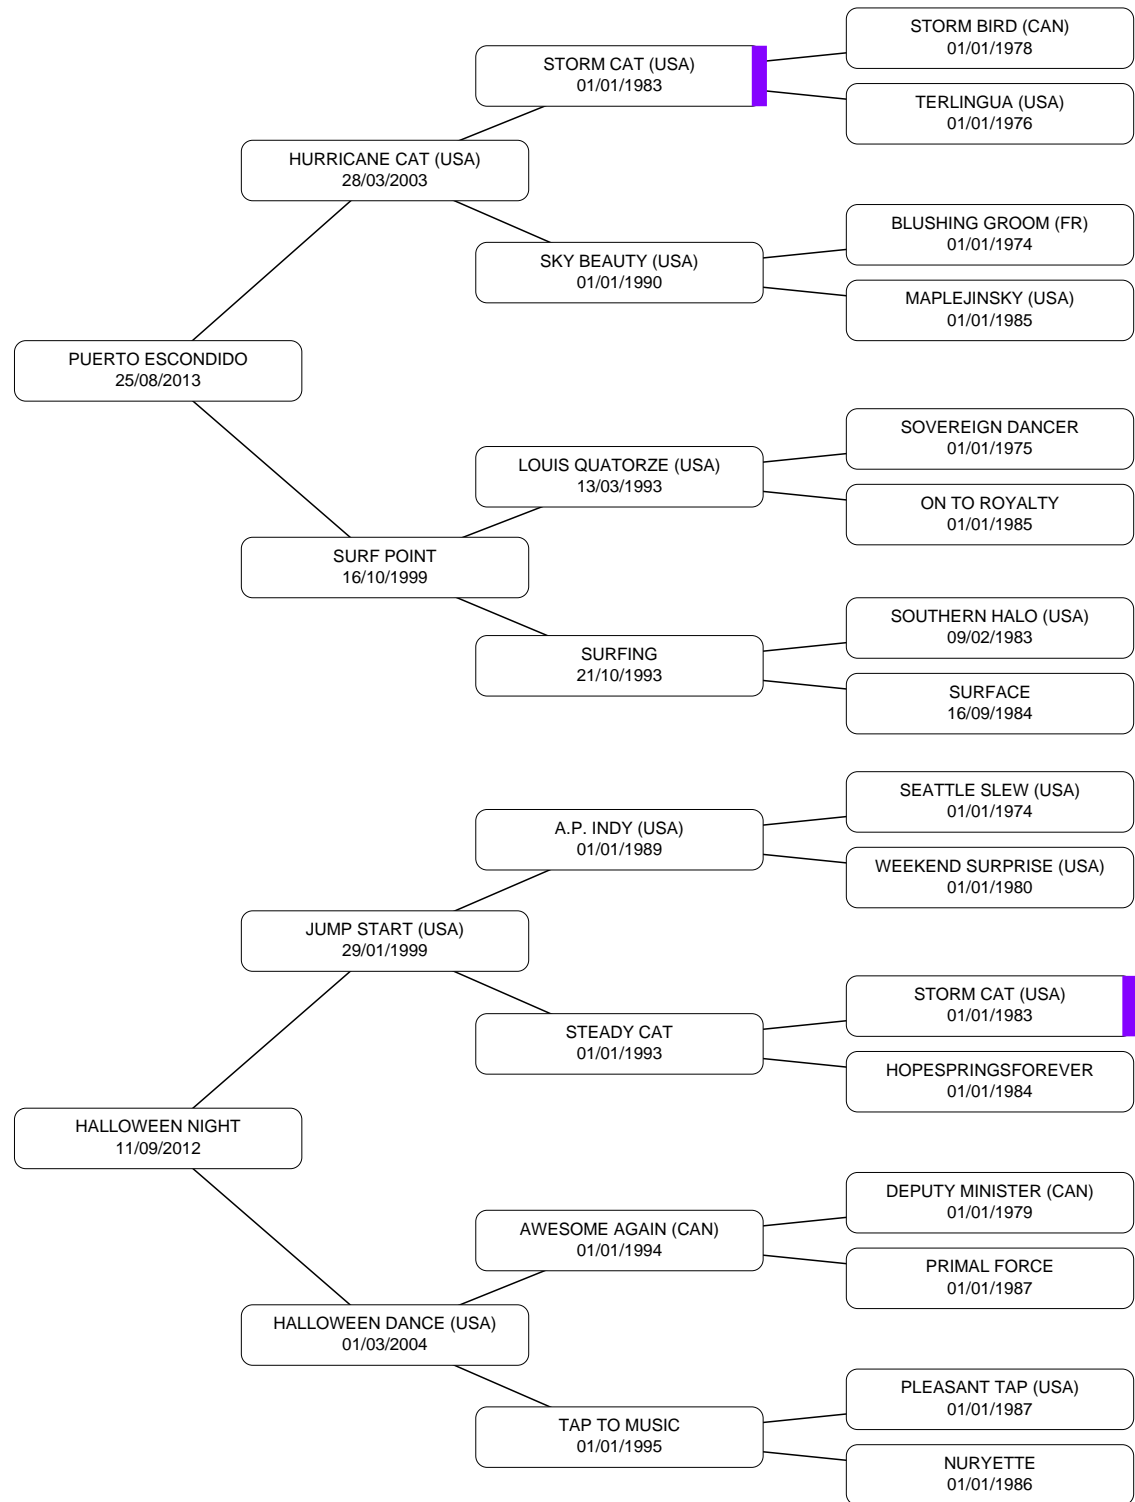 STORM BIRD (CAN)
01/01/1978
STORM CAT (USA)
01/01/1983
TERLINGUA (USA)
01/01/1976
HURRICANE CAT (USA)
28/03/2003
BLUSHING GROOM (FR)
01/01/1974
SKY BEAUTY (USA)
01/01/1990
MAPLEJINSKY (USA)
01/01/1985
PUERTO ESCONDIDO
25/08/2013
SOVEREIGN DANCER
01/01/1975
LOUIS QUATORZE (USA)
13/03/1993
ON TO ROYALTY
01/01/1985
SURF POINT
16/10/1999
SOUTHERN HALO (USA)
09/02/1983
SURFING
21/10/1993
SURFACE
16/09/1984
SEATTLE SLEW (USA)
01/01/1974
A.P. INDY (USA)
01/01/1989
WEEKEND SURPRISE (USA)
01/01/1980
JUMP START (USA)
29/01/1999
STORM CAT (USA)
01/01/1983
STEADY CAT
01/01/1993
HOPESPRINGSFOREVER
01/01/1984
HALLOWEEN NIGHT
11/09/2012
DEPUTY MINISTER (CAN)
01/01/1979
AWESOME AGAIN (CAN)
01/01/1994
PRIMAL FORCE
01/01/1987
HALLOWEEN DANCE (USA)
01/03/2004
PLEASANT TAP (USA)
01/01/1987
TAP TO MUSIC
01/01/1995
NURYETTE
01/01/1986